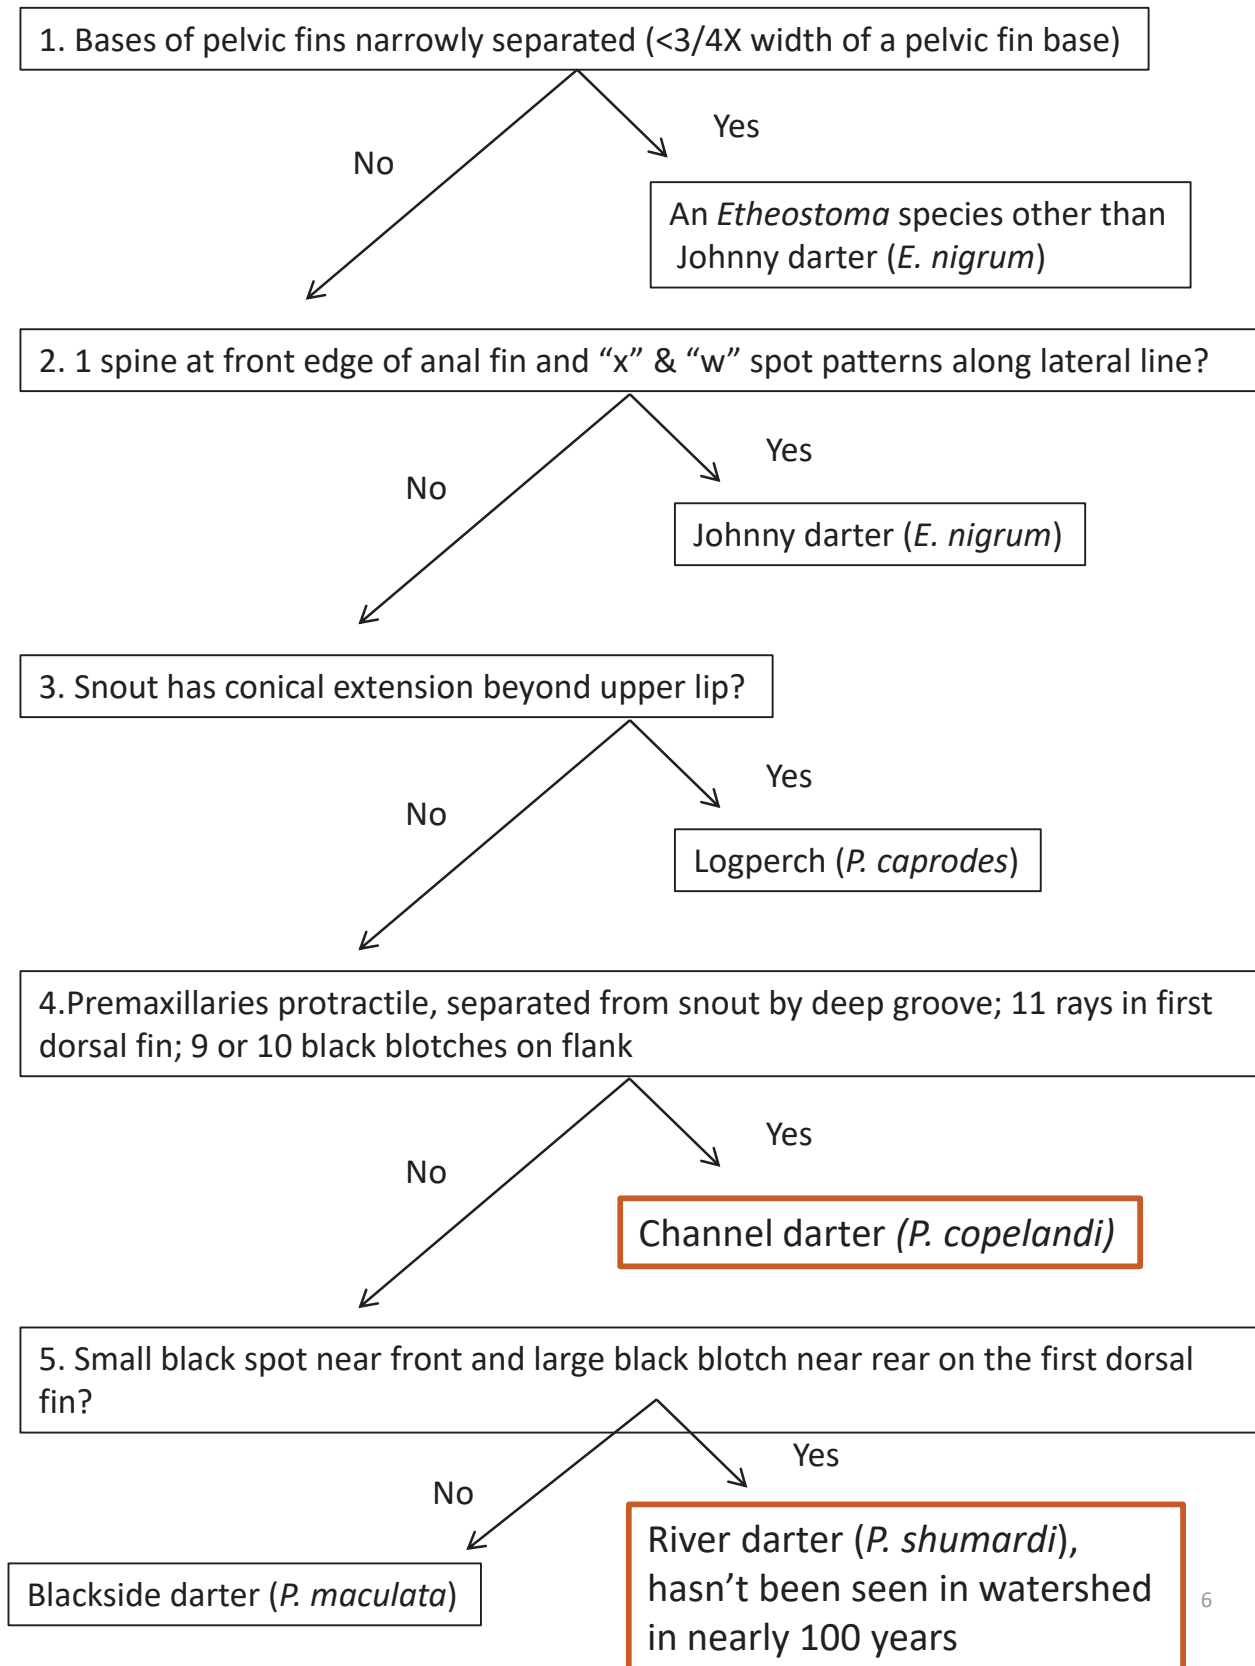 1. Bases of pelvic fins narrowly separated (<3/4X width of a pelvic fin base)
Yes
No
An Etheostoma species other than
Johnny darter (E. nigrum)
2. 1 spine at front edge of anal fin and “x” & “w” spot patterns along lateral line?
Yes
No
Johnny darter (E. nigrum)
3. Snout has conical extension beyond upper lip?
Yes
No
Logperch (P. caprodes)
4.Premaxillaries protractile, separated from snout by deep groove; 11 rays in first
dorsal fin; 9 or 10 black blotches on flank
Yes
No
Channel darter (P. copelandi)
5. Small black spot near front and large black blotch near rear on the first dorsal
fin?
Yes
No
River darter (P. shumardi),
hasn’t been seen in watershed
in nearly 100 years
Blackside darter (P. maculata)
6